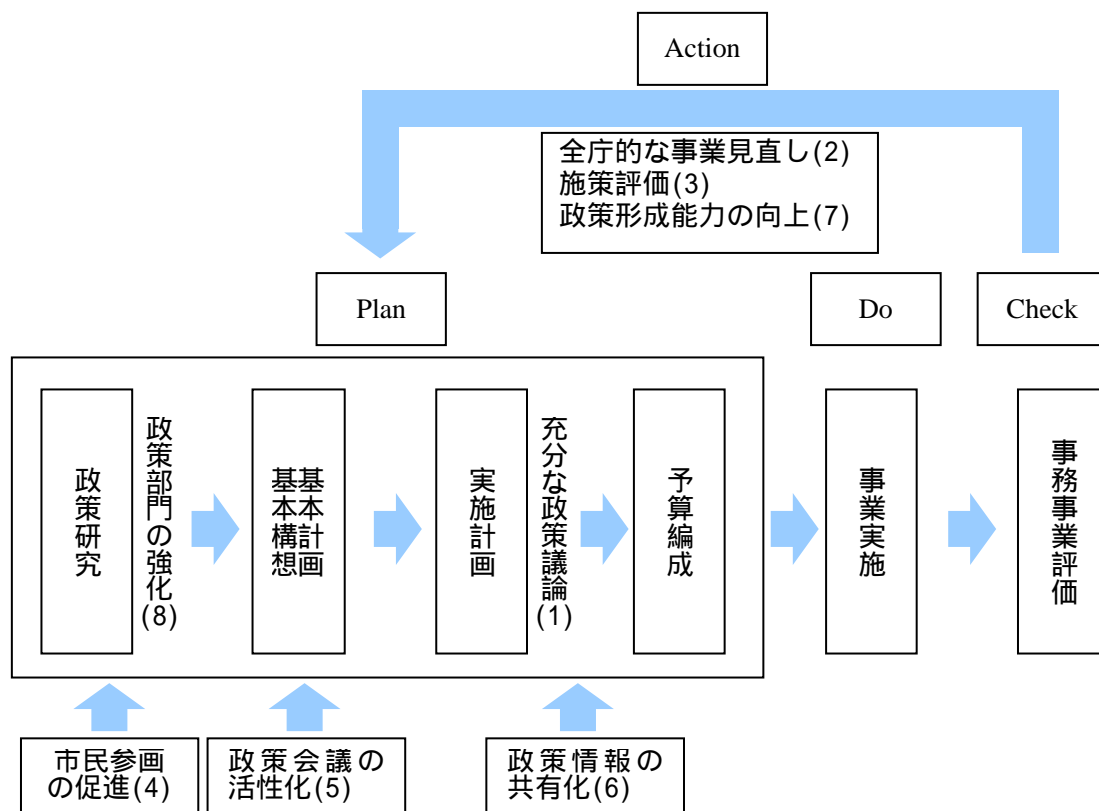 Action
全庁的な事業見直し(2)
施策評価(3)
政策形成能力の向上(7)
Plan
Do
Check
政策研究
政策部門の強化(8)
基本計画
基本構想
実施計画
充分な政策議論(1)
予算編成
事業実施
事務事業評価
市民参画
の促進(4)
政策会議の
活性化(5)
政策情報の
共有化(6)